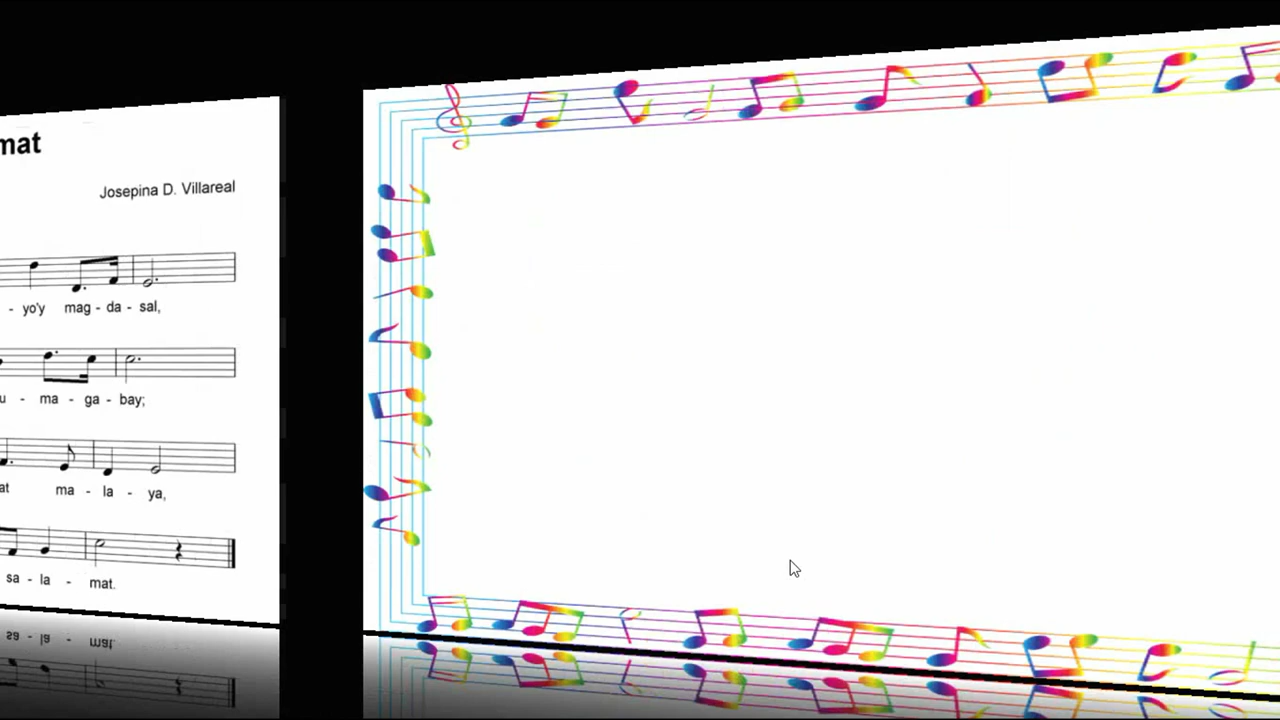 mat
Josepina D. Villareal
- yo'y mag - da - sal,
u - ma - ga - bay;
at ma - la - ya,
sa - la - mat.